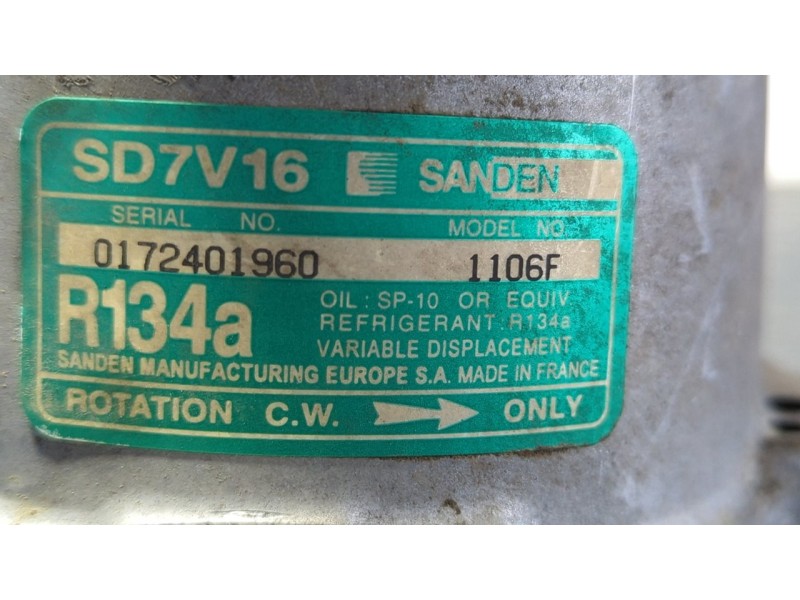 SD7V16 SANDEN
SERIAL NO. MODEL NO
0172401960 1106F
R134a
OIL : SP-10 OR EQUIV
REFRIGERANT : R134a
VARIABLE DISPLACEMENT
SANDEN MANUFACTURING EUROPE S.A. MADE IN FRANCE
ROTATION C.W. ONLY